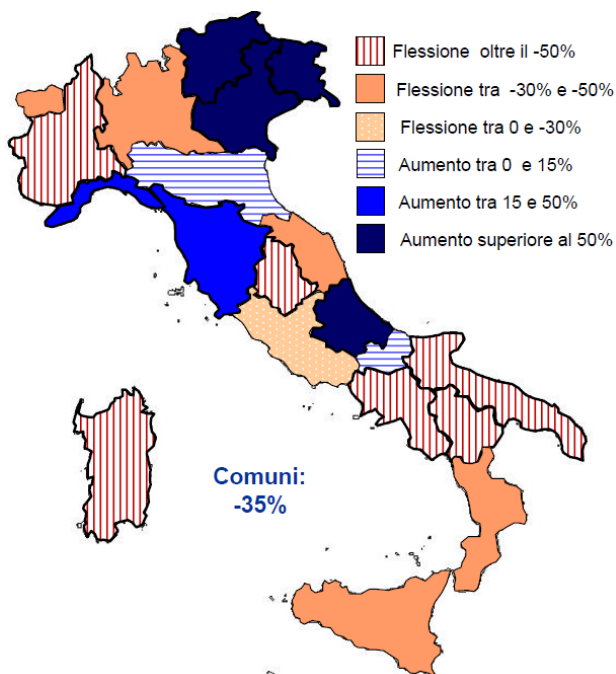 Flessione oltre il -50%
Flessione tra -30% e -50%
Flessione tra 0 e -30%
Aumento tra 0 e 15%
Aumento tra 15 e 50%
Aumento superiore al 50%
Comuni:
-35%